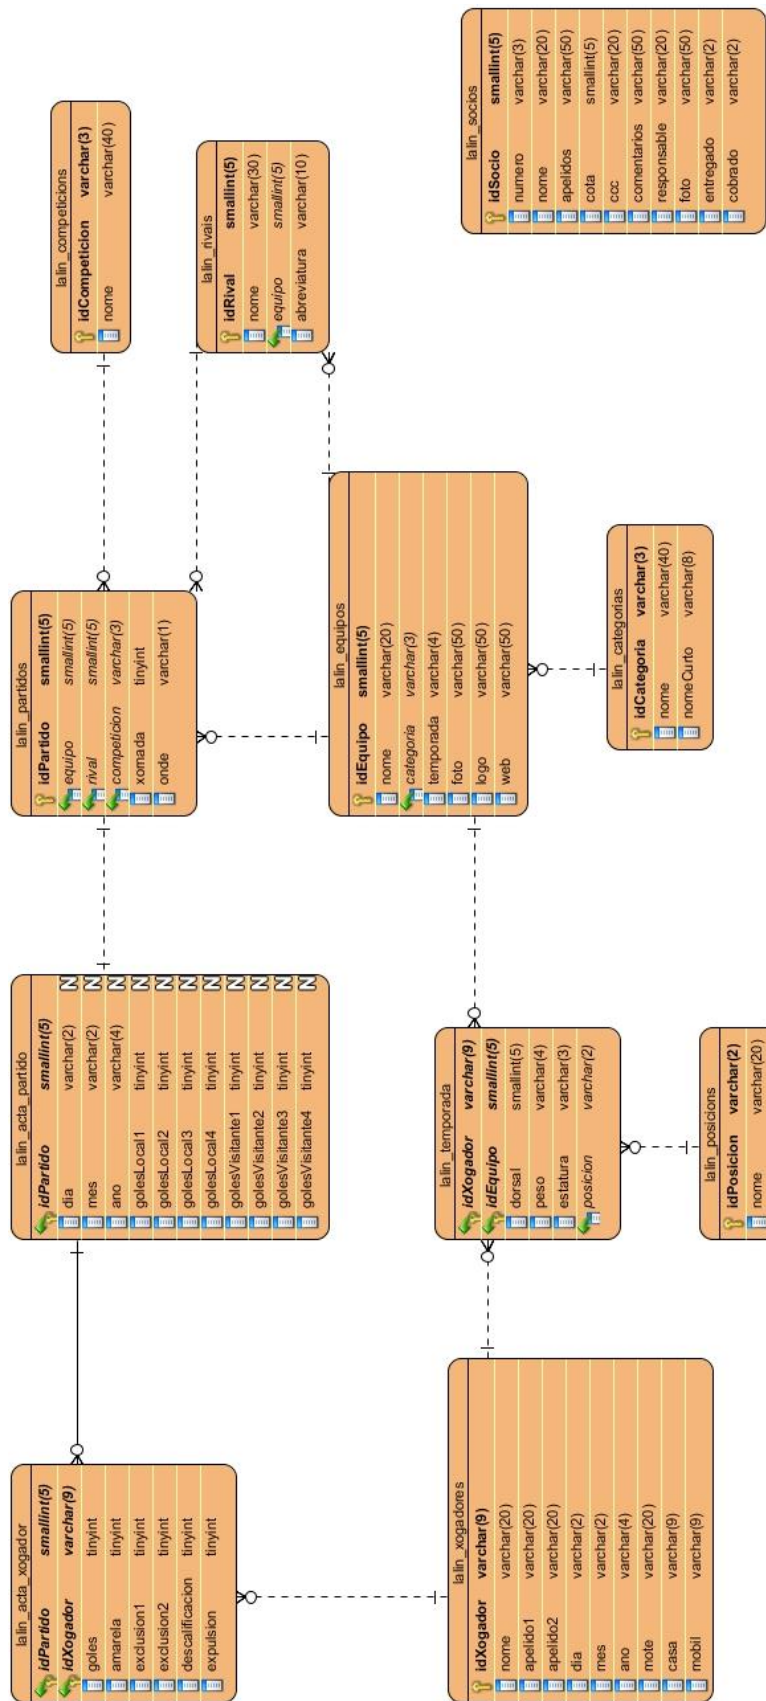 lalin_acta_xogador
idPartido smallint(5)
idXogador varchar(9)
goles tinyint
amarela tinyint
exclusion1 tinyint
exclusion2 tinyint
descalificacion tinyint
expulsion tinyint
lalin_acta_partido
idPartido smallint(5)
dia varchar(2) N
mes varchar(2) N
ano varchar(4) N
golesLocal1 tinyint N
golesLocal2 tinyint N
golesLocal3 tinyint N
golesLocal4 tinyint N
golesVisitante1 tinyint N
golesVisitante2 tinyint N
golesVisitante3 tinyint N
golesVisitante4 tinyint N
lalin_partidos
idPartido smallint(5)
equipo smallint(5)
rival smallint(5)
competicion varchar(3)
xornada tinyint
onde varchar(1)
lalin_competicions
idCompeticion varchar(3)
nome varchar(40)
lalin_rivais
idRival smallint(5)
nome varchar(30)
equipo smallint(5)
abreviatura varchar(10)
lalin_equipos
idEquipo smallint(5)
nome varchar(20)
categoria varchar(3)
temporada varchar(4)
foto varchar(50)
logo varchar(50)
web varchar(50)
lalin_xogadores
idXogador varchar(9)
nome varchar(20)
apelido1 varchar(20)
apelido2 varchar(20)
dia varchar(2)
mes varchar(2)
ano varchar(4)
mote varchar(20)
casa varchar(9)
mobil varchar(9)
lalin_temporada
idXogador varchar(9)
idEquipo smallint(5)
dorsal smallint(5)
peso varchar(4)
estatura varchar(3)
posicion varchar(2)
lalin_posicions
idPosicion varchar(2)
nome varchar(20)
lalin_categorias
idCategoria varchar(3)
nome varchar(40)
nomeCurto varchar(8)
lalin_socios
idSocio smallint(5)
numero varchar(3)
nome varchar(20)
apelidos varchar(50)
cota smallint(5)
ccc varchar(20)
comentarios varchar(50)
responsable varchar(20)
foto varchar(50)
entregado varchar(2)
cobrado varchar(2)